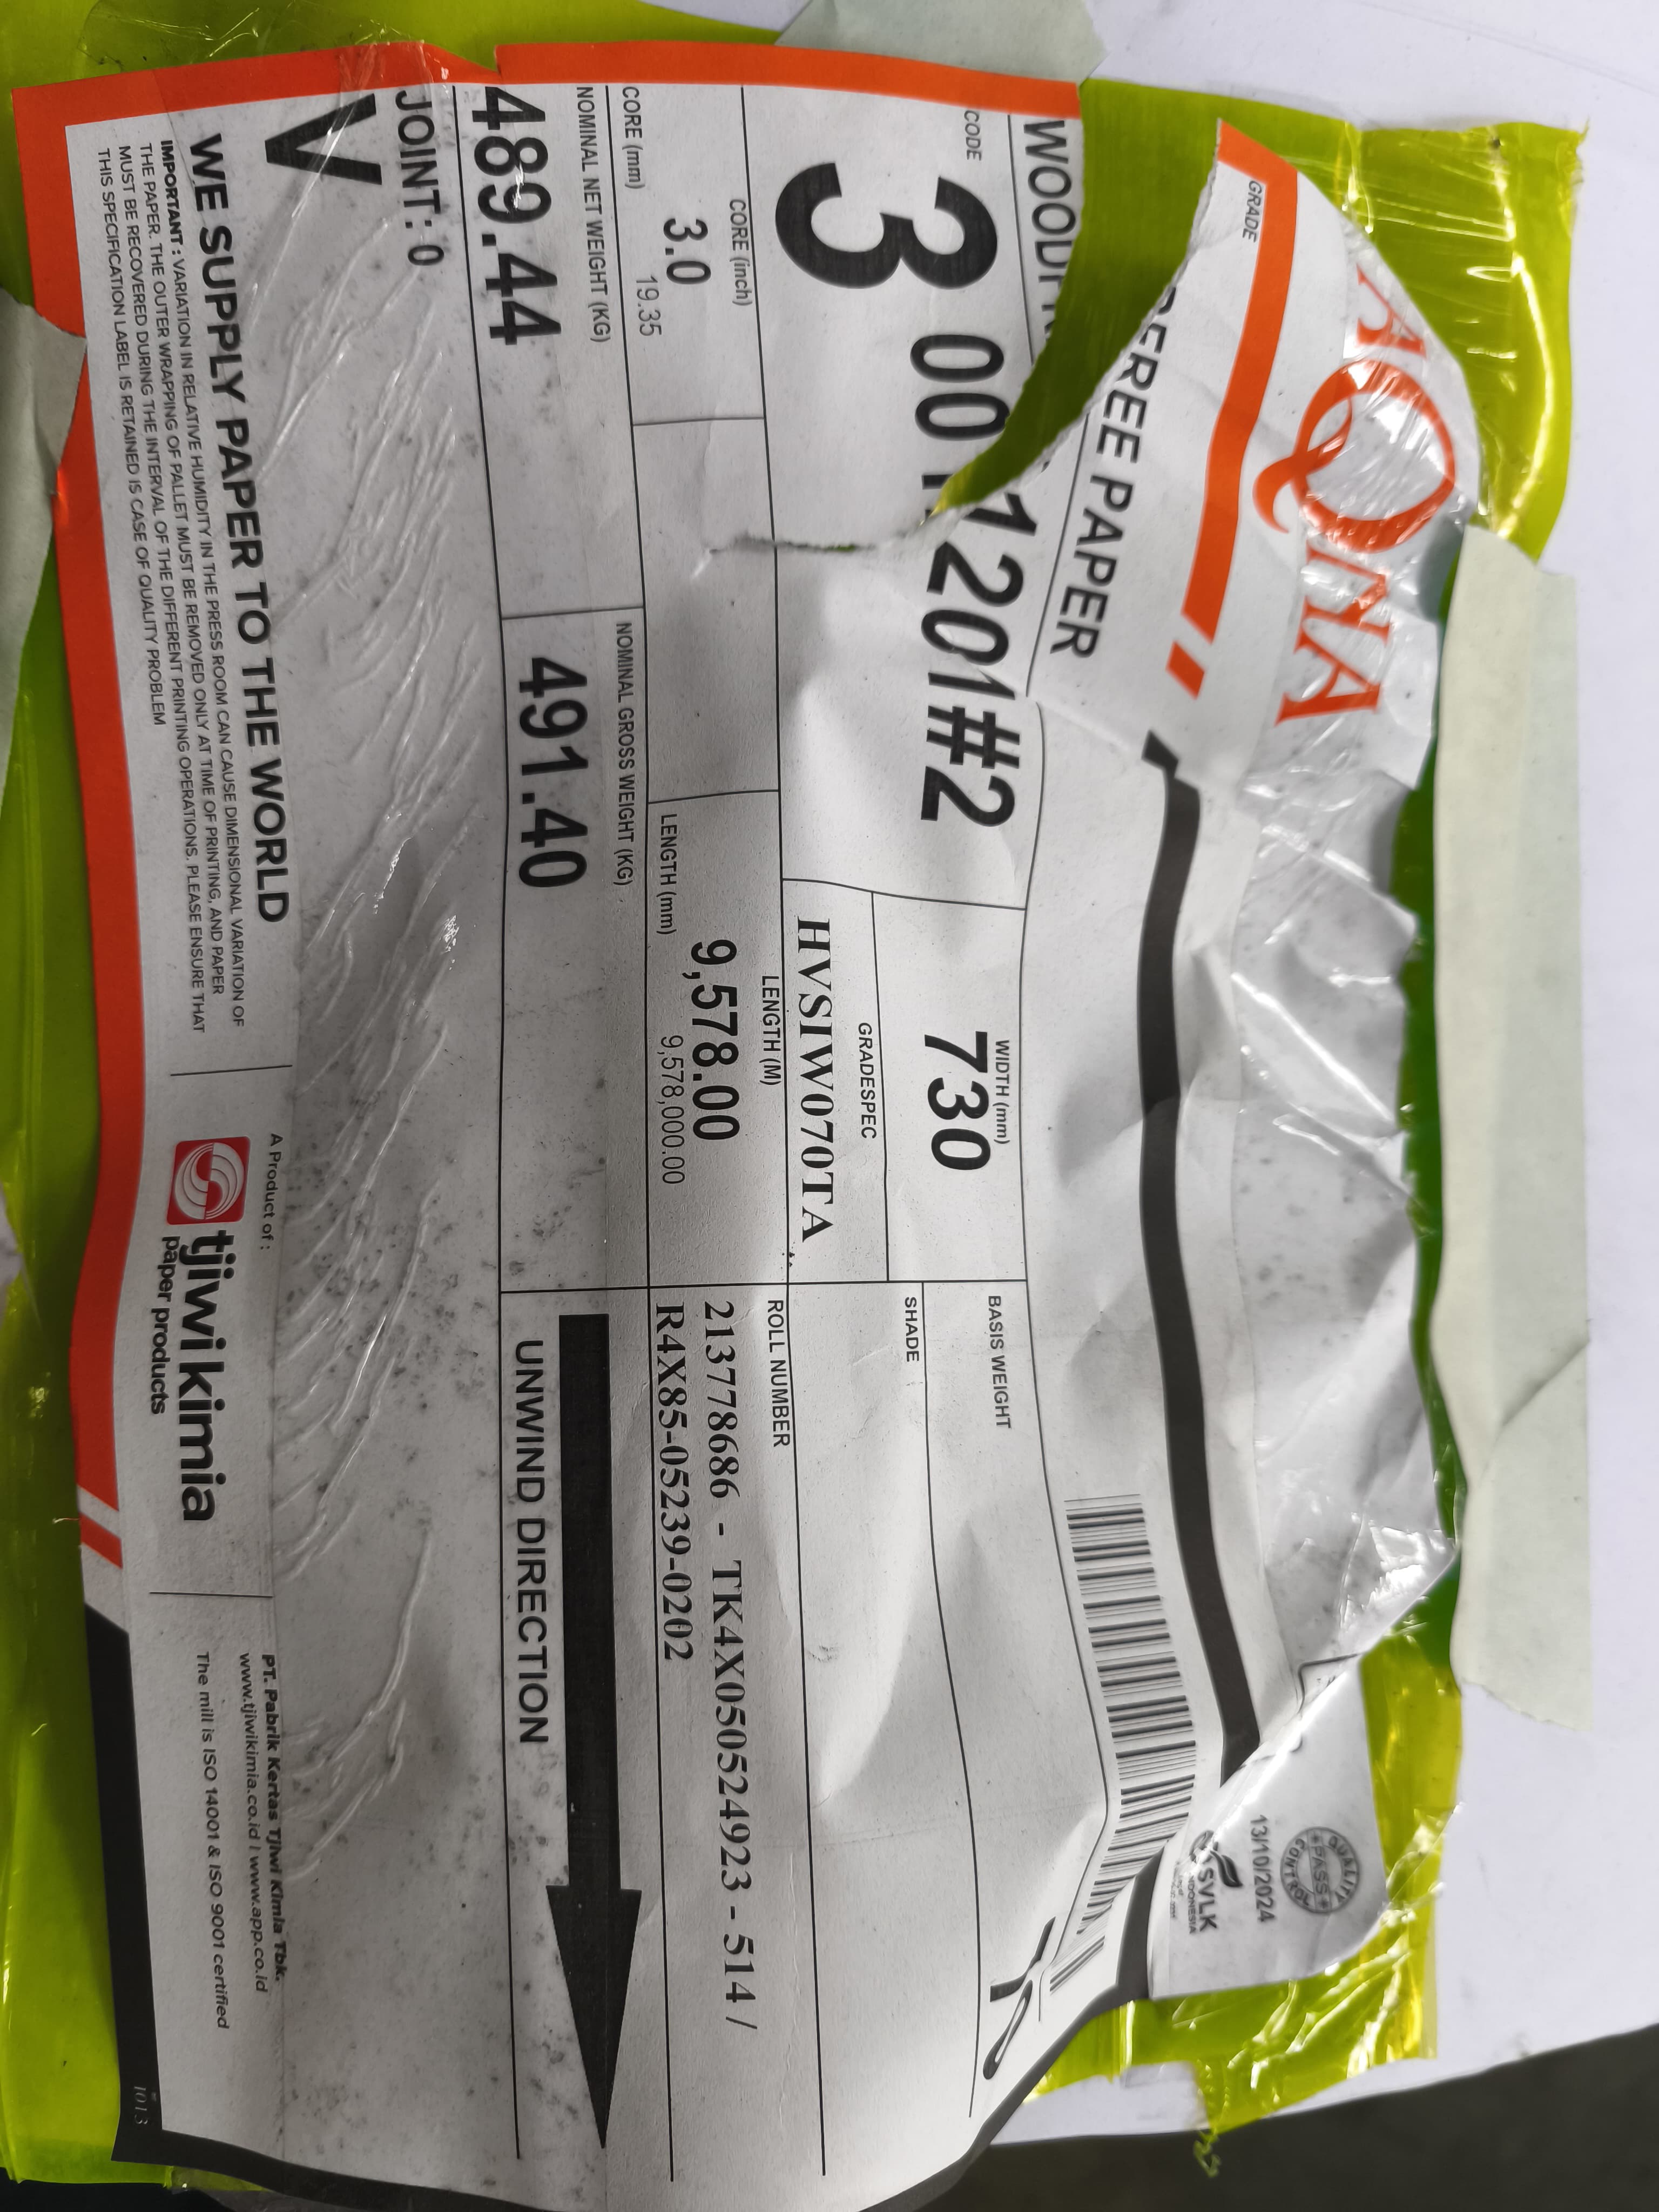 GRADE
WOODFREE PAPER
13/10/2024
QUALITY CONTROL
PASS
SVLK
INDONESIA
CODE
3
3
1201#2
WIDTH (mm)
730
BASIS WEIGHT
GRADESPEC
HVSIW070TA
SHADE
CORE (inch)
3.0
CORE (mm)
19.35
LENGTH (M)
9,578.00
LENGTH (mm)
9,578,000.00
ROLL NUMBER
213778686 - TK4X050524923 - 514 /
R4X85-05239-0202
NOMINAL NET WEIGHT (KG)
489.44
NOMINAL GROSS WEIGHT (KG)
491.40
UNWIND DIRECTION
JOINT: 0
V
WE SUPPLY PAPER TO THE WORLD
IMPORTANT : VARIATION IN RELATIVE HUMIDITY IN THE PRESS ROOM CAN CAUSE DIMENSIONAL VARIATION OF
THE PAPER. THE OUTER WRAPPING OF PALLET MUST BE REMOVED ONLY AT TIME OF PRINTING, AND PAPER
MUST BE RECOVERED DURING THE INTERVAL OF THE DIFFERENT PRINTING OPERATIONS. PLEASE ENSURE THAT
THIS SPECIFICATION LABEL IS RETAINED IS CASE OF QUALITY PROBLEM
A Product of :
tjiwi kimia
paper products
PT. Pabrik Kertas Tjiwi Kimia Tbk.
www.tjiwikimia.co.id I www.app.co.id
The mill is ISO 14001 & ISO 9001 certified
1013